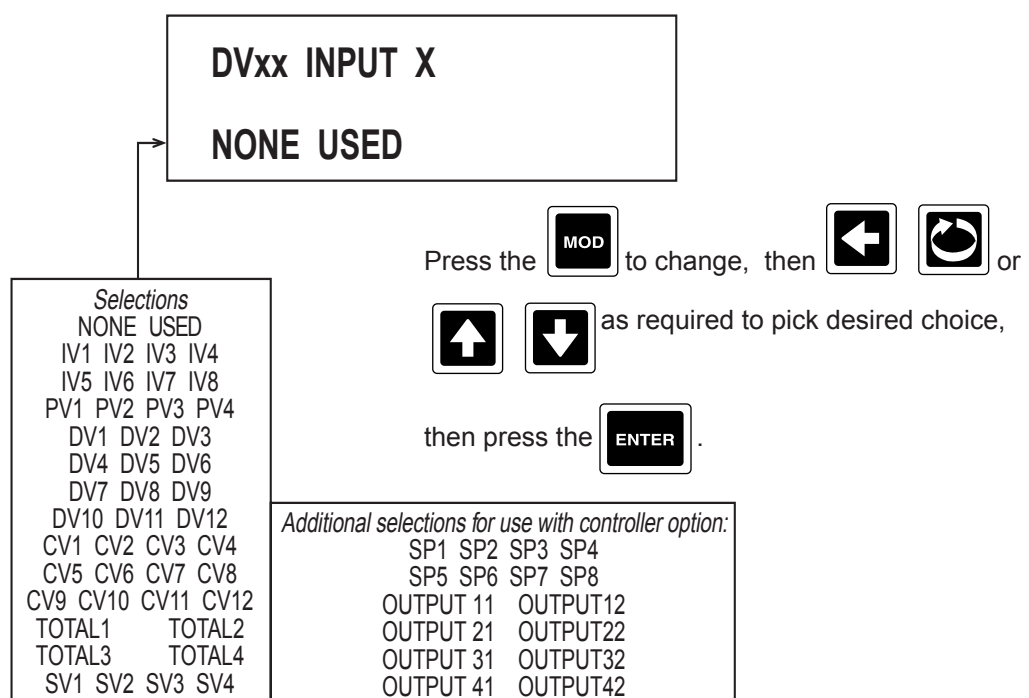 DVxx INPUT X
NONE USED
Press the MOD to change, then or
as required to pick desired choice,
then press the ENTER .
Selections
NONE USED
IV1 IV2 IV3 IV4
IV5 IV6 IV7 IV8
PV1 PV2 PV3 PV4
DV1 DV2 DV3
DV4 DV5 DV6
DV7 DV8 DV9
DV10 DV11 DV12
CV1 CV2 CV3 CV4
CV5 CV6 CV7 CV8
CV9 CV10 CV11 CV12
TOTAL1 TOTAL2
TOTAL3 TOTAL4
SV1 SV2 SV3 SV4
Additional selections for use with controller option:
SP1 SP2 SP3 SP4
SP5 SP6 SP7 SP8
OUTPUT 11 OUTPUT12
OUTPUT 21 OUTPUT22
OUTPUT 31 OUTPUT32
OUTPUT 41 OUTPUT42